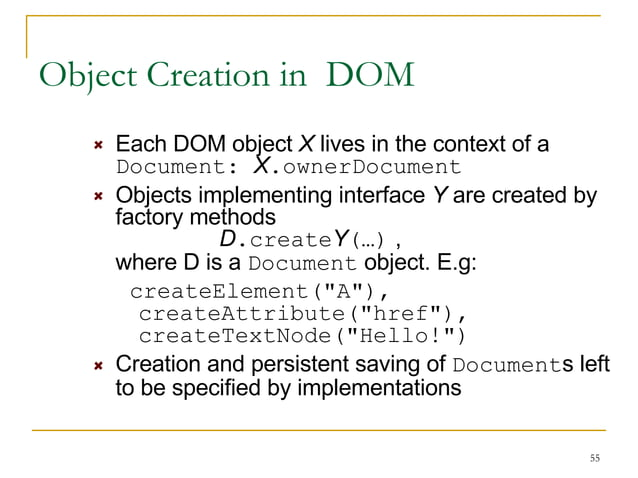 Object Creation in DOM
Each DOM object X lives in the context of a
Document: X.ownerDocument
Objects implementing interface Y are created by
factory methods
D.createY(…) ,
where D is a Document object. E.g:
createElement("A"),
createAttribute("href"),
createTextNode("Hello!")
Creation and persistent saving of Documents left
to be specified by implementations
55